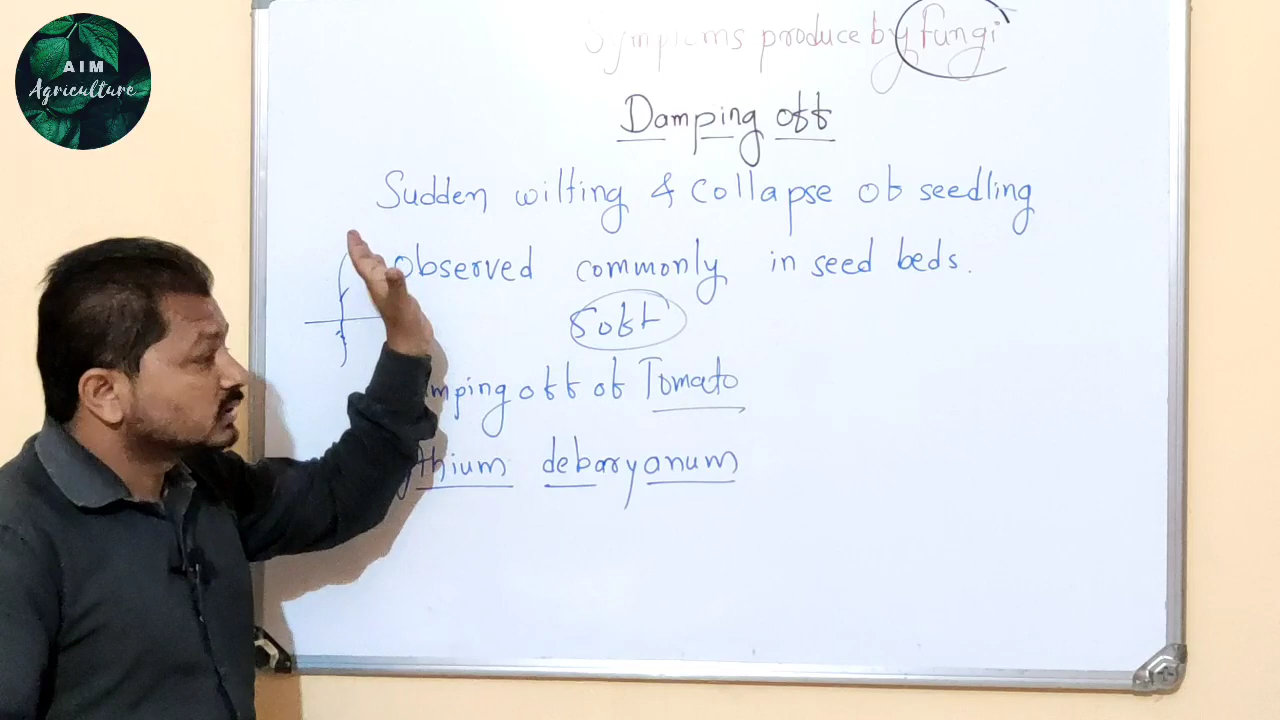 AIM
Agriculture
Symptoms produce by fungi
Damping off
Sudden wilting & collapse of seedling
observed commonly in seed beds.
Soft
mping off of Tomato
ythium debaryanum